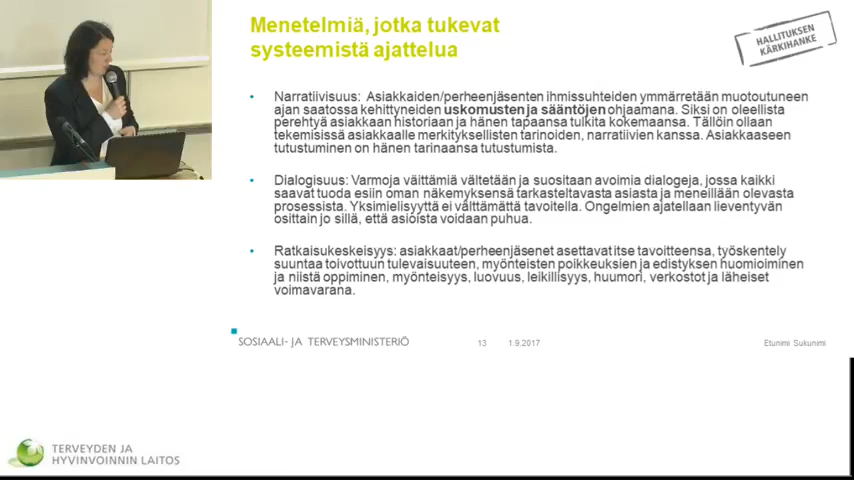 Menetelmiä, jotka tukevat
systeemistä ajattelua
HALLITUKSEN
KÄRKIHANKE
• Narratiivisuus: Asiakkaiden/perheenjäsenten ihmissuhteiden ymmärretään muotoutuneen
ajan saatossa kehittyneiden uskomusten ja sääntöjen ohjaamana. Siksi on oleellista
perehtyä asiakkaan historiaan ja hänen tapaansa tulkita kokemaansa. Tällöin ollaan
tekemisissä asiakkaalle merkityksellisten tarinoiden, narratiivien kanssa. Asiakkaaseen
tutustuminen on hänen tarinaansa tutustumista.
• Dialogisuus: Varmoja väittämiä vältetään ja suositaan avoimia dialogeja, jossa kaikki
saavat tuoda esiin oman näkemyksensä tarkasteltavasta asiasta ja meneillään olevasta
prosessista. Yksimielisyyttä ei välttämättä tavoitella. Ongelmien ajatellaan lieventyvän
osittain jo sillä, että asioista voidaan puhua.
• Ratkaisukeskeisyys: asiakkaat/perheenjäsenet asettavat itse tavoitteensa, työskentely
suuntaa toivottuun tulevaisuuteen, myönteisten poikkeuksien ja edistyksen huomioiminen
ja niistä oppiminen, myönteisyys, luovuus, leikillisyys, huumori, verkostot ja läheiset
voimavarana.
SOSIAALI- JA TERVEYSMINISTERIÖ
13
1.9.2017
Etunimi Sukunimi
TERVEYDEN JA
HYVINVOINNIN LAITOS